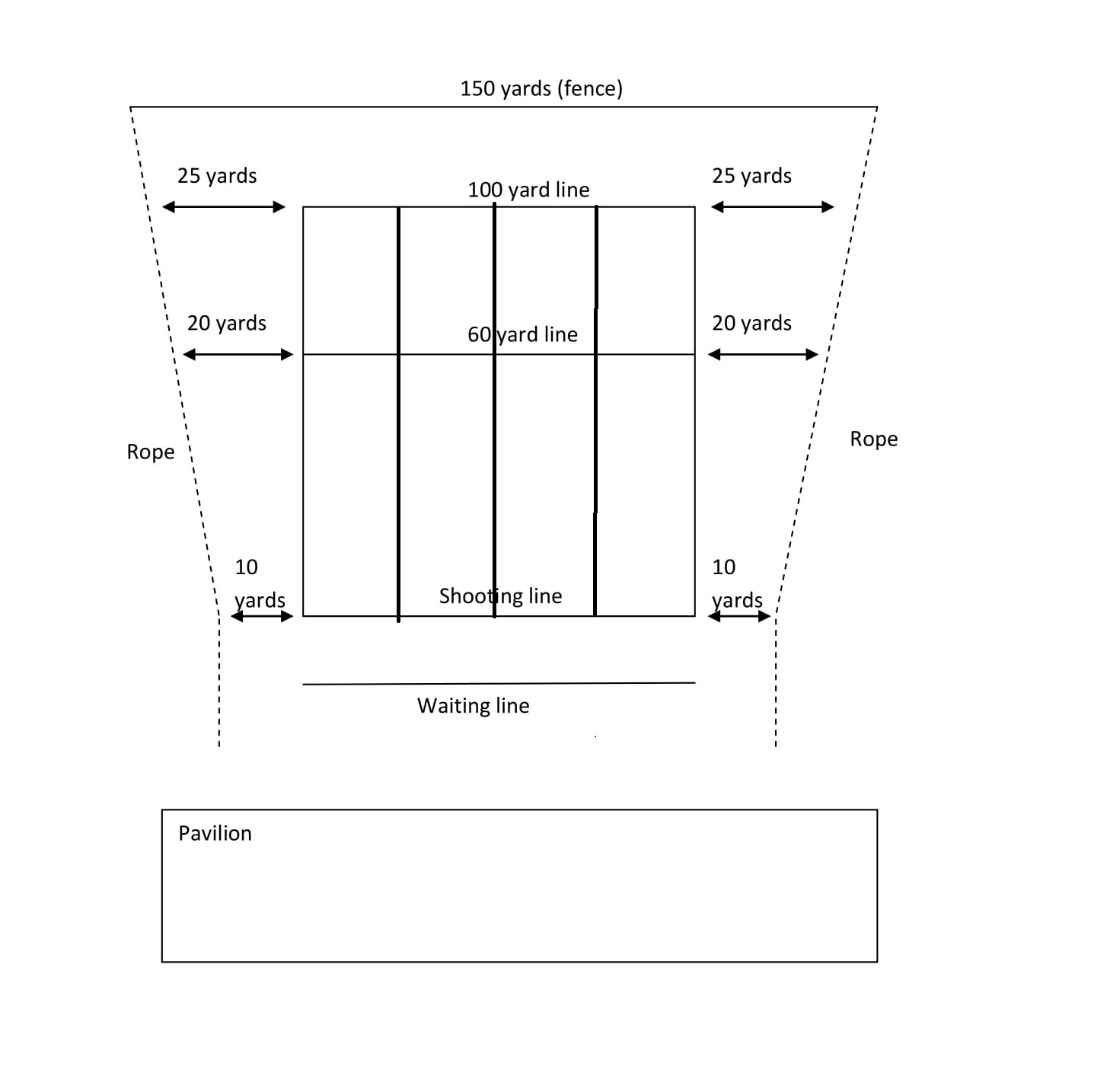 150 yards (fence)
25 yards
100 yard line
25 yards
20 yards
60 yard line
20 yards
Rope
Rope
10
yards
Shooting line
10
yards
Waiting line
Pavilion